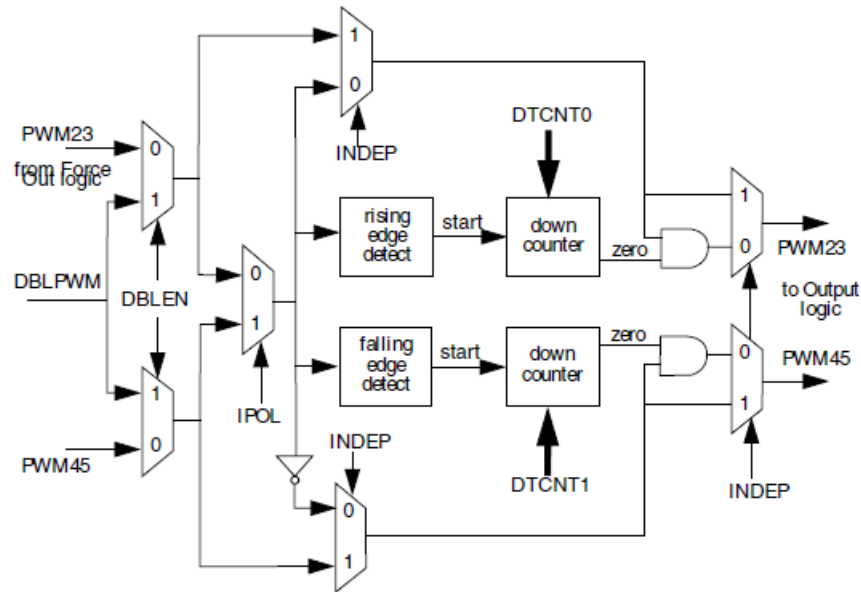 1
0
INDEP
DTCNT0
PWM23
from Force
Out logic
0
1
rising
edge
detect
start
down
counter
zero
1
0
PWM23
to Output
logic
DBLPWM
DBLEN
0
1
IPOL
falling
edge
detect
start
down
counter
zero
0
1
PWM45
1
0
PWM45
INDEP
0
1
DTCNT1
INDEP